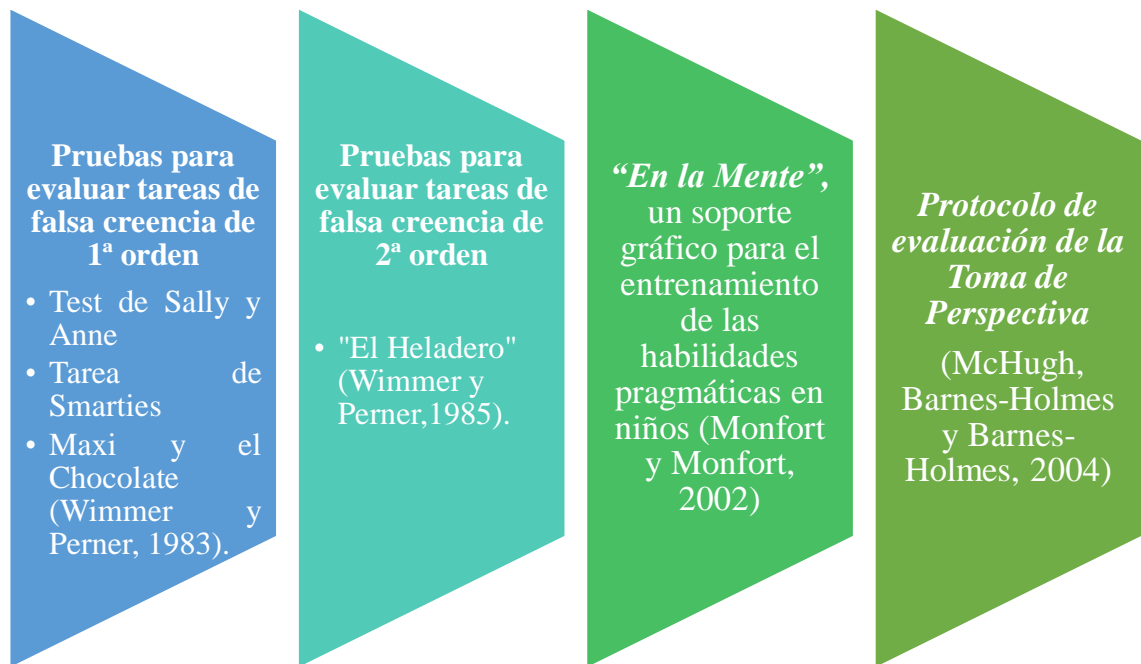 Pruebas para
evaluar tareas de
falsa creencia de
1ª orden
• Test de Sally y
Anne
• Tarea de
Smarties
• Maxi y el
Chocolate
(Wimmer y
Perner, 1983).
Pruebas para
evaluar tareas de
falsa creencia de
2ª orden
• "El Heladero"
(Wimmer y
Perner,1985).
“En la Mente”,
un soporte
gráfico para el
entrenamiento
de las
habilidades
pragmáticas en
niños (Monfort
y Monfort,
2002)
Protocolo de
evaluación de la
Toma de
Perspectiva
(McHugh,
Barnes-Holmes
y Barnes-
Holmes, 2004)